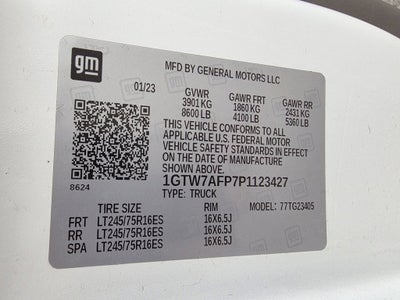 gm
MFD BY GENERAL MOTORS LLC
01/23 GVWR GAWR FRT GAWR RR
3901 KG 1860 KG 2431 KG
8600 LB 4100 LB 5360 LB
THIS VEHICLE CONFORMS TO ALL
APPLICABLE U.S. FEDERAL MOTOR
VEHICLE SAFETY STANDARDS IN EFFECT
ON THE DATE OF MANUFACTURE
SHOWN ABOVE.
8624
1GTW7AFP7P1123427
TYPE: TRUCK MODEL: 77TG23405
TIRE SIZE RIM
FRT LT245/75R16ES 16X6.5J
RR LT245/75R16ES 16X6.5J
SPA LT245/75R16ES 16X6.5J